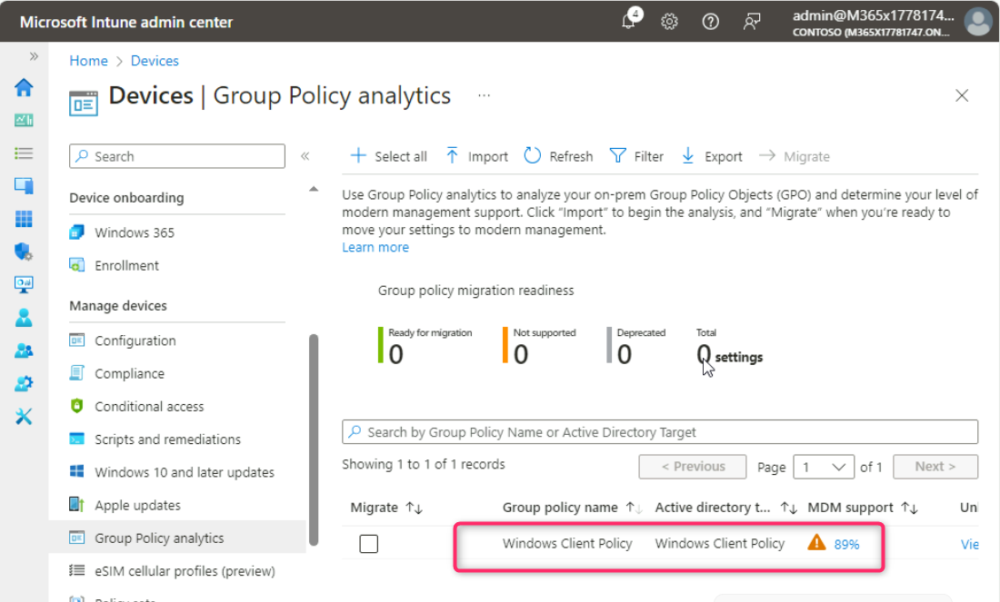 Microsoft Intune admin center
4
admin@M365x1778174...
CONTOSO (M365X17781747.ON...
Home > Devices
Devices | Group Policy analytics
...
Search
Device onboarding
Windows 365
Enrollment
Manage devices
Configuration
Compliance
Conditional access
Scripts and remediations
Windows 10 and later updates
Apple updates
Group Policy analytics
eSIM cellular profiles (preview)
Select all Import Refresh Filter Export Migrate
Use Group Policy analytics to analyze your on-prem Group Policy Objects (GPO) and determine your level of
modern management support. Click “Import” to begin the analysis, and “Migrate” when you’re ready to
move your settings to modern management.
Learn more
Group policy migration readiness
Ready for migration Not supported Deprecated Total
0 0 0 0 settings
Search by Group Policy Name or Active Directory Target
Showing 1 to 1 of 1 records < Previous Page 1 of 1 Next >
Migrate Group policy name Active directory t... MDM support Un
Windows Client Policy Windows Client Policy 89% Vie